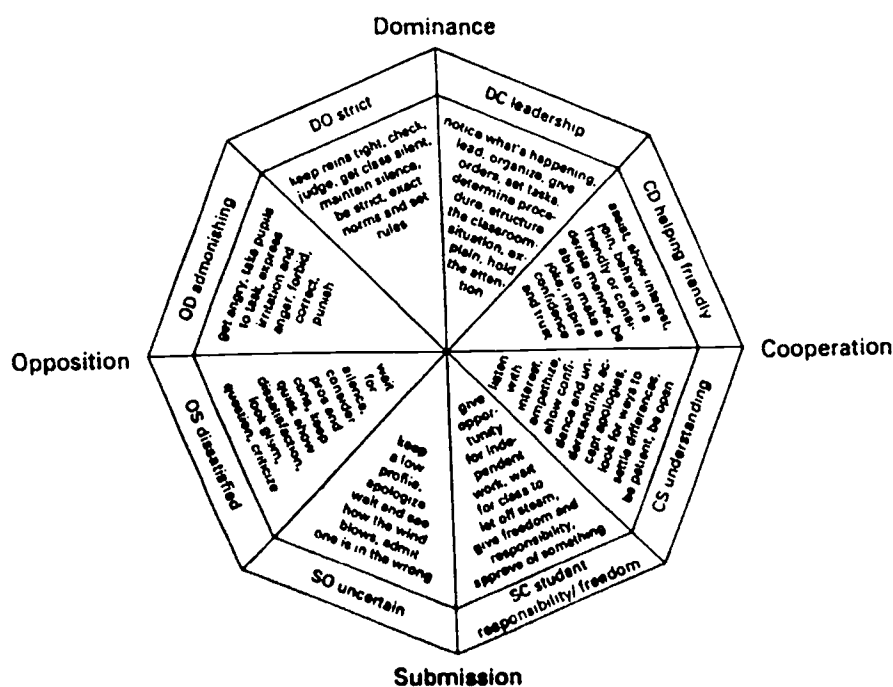 Dominance
DO strict
keep reins tight, check,
judge, get class silent,
maintain silence,
be strict, exact
norms and set
rules
DC leadership
notice what's happening,
lead, organize, give
orders, set tasks,
determine proce-
dure, structure
the classroom
situation, ex-
plain, hold
the atten-
tion
CD helping friendly
assist, show interest,
join, behave in a
friendly or consi-
derate manner, be
able to make a
joke, inspire
confidence
and trust
OD admonishing
get angry, take pupils
to task, express
irritation and
anger, forbid,
correct,
punish
Opposition
Cooperation
OS dissatisfied
wait
for
silence,
consider
pros and
cons, keep
quiet, show
dissatisfaction,
look glum,
question, criticize
CS understanding
listen
with
interest,
empathize,
show confi-
dence and un-
derstanding, ac-
cept apologies,
look for ways to
settle differences,
be patient, be open
SO uncertain
keep
a low
profile,
apologize
wait and see
how the wind
blows, admit
one is in the wrong
give
oppor-
tunity
for inde-
pendent
work, wait
for class to
let off steam,
give freedom and
responsibility,
approve of something
SC student
responsibility/ freedom
Submission